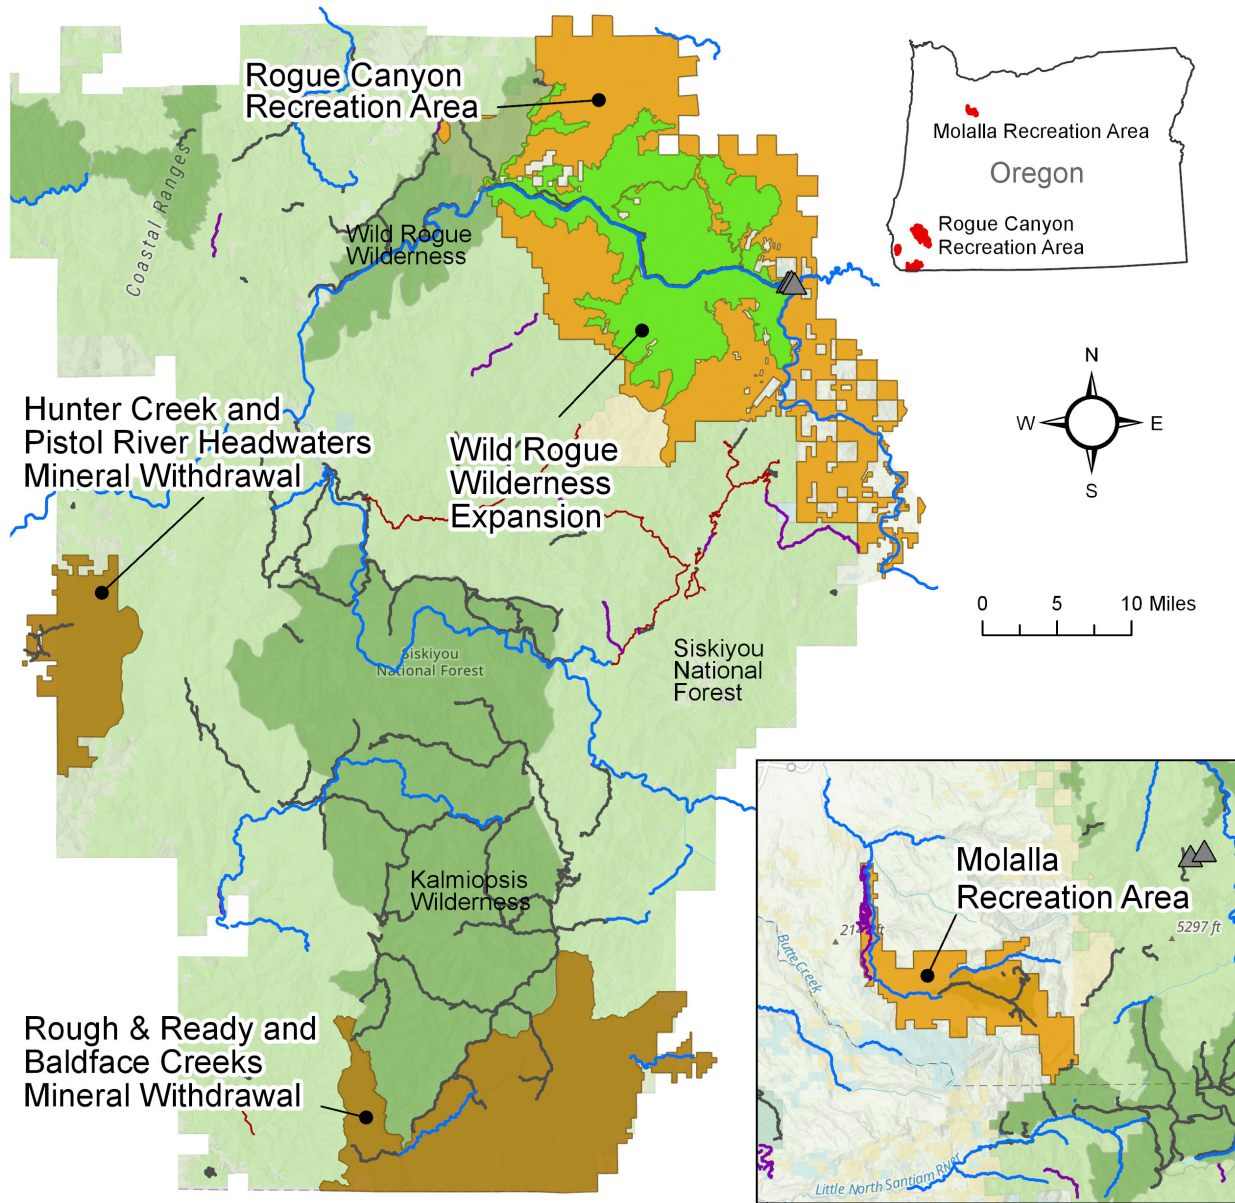 Rogue Canyon
Recreation Area
Coastal Ranges
Wild Rogue
Wilderness
Hunter Creek and
Pistol River Headwaters
Mineral Withdrawal
Wild Rogue
Wilderness
Expansion
Siskiyou
National Forest
Siskiyou
National
Forest
Kalmiopsis
Wilderness
Rough & Ready and
Baldface Creeks
Mineral Withdrawal
Molalla Recreation Area
Oregon
Rogue Canyon
Recreation Area
N
W
E
S
0 5 10 Miles
Molalla
Recreation Area
5297 ft
Butte Creek
Little North Santiam River